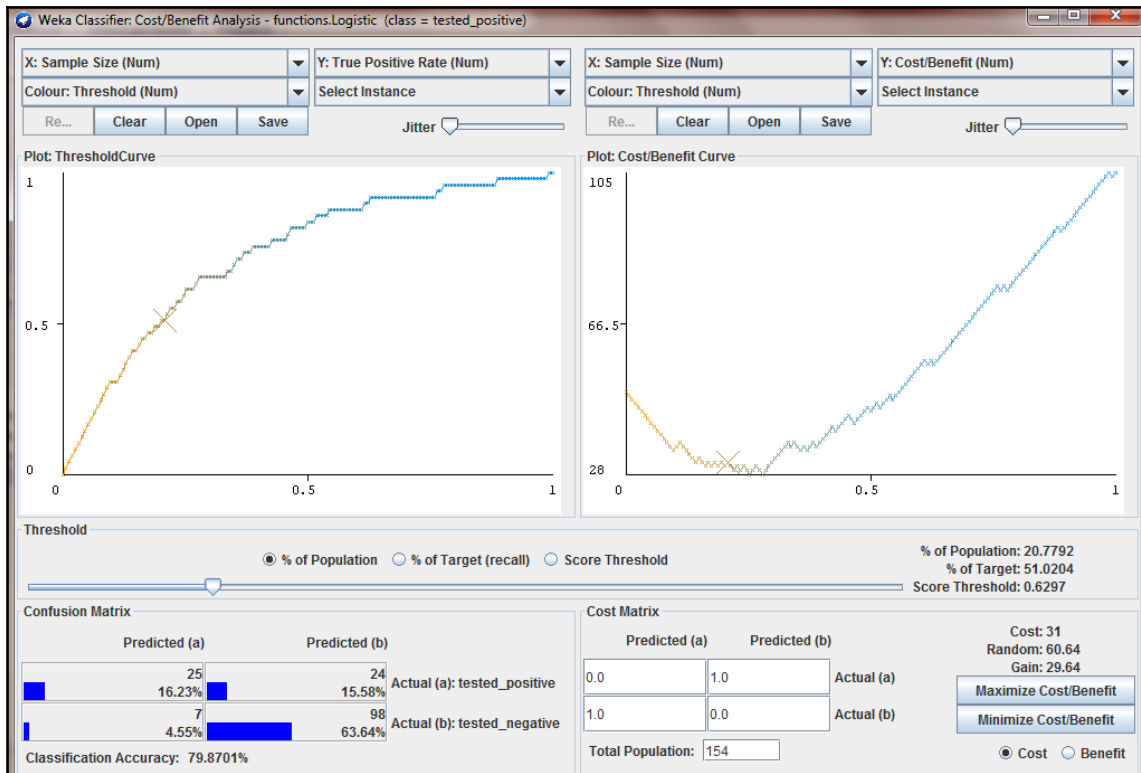 Weka Classifier: Cost/Benefit Analysis - functions.Logistic (class = tested_positive)
X: Sample Size (Num) Y: True Positive Rate (Num) X: Sample Size (Num) Y: Cost/Benefit (Num)
Colour: Threshold (Num) Select Instance Colour: Threshold (Num) Select Instance
Re... Clear Open Save Jitter Re... Clear Open Save Jitter
Plot: ThresholdCurve Plot: Cost/Benefit Curve
1 105
0.5 66.5
0 28
0 0.5 1 0 0.5 1
Threshold
% of Population % of Target (recall) Score Threshold
% of Population: 20.7792
% of Target: 51.0204
Score Threshold: 0.6297
Confusion Matrix
Predicted (a) Predicted (b)
25 24
16.23% 15.58% Actual (a): tested_positive
7 98
4.55% 63.64% Actual (b): tested_negative
Classification Accuracy: 79.8701%
Cost Matrix
Predicted (a) Predicted (b)
0.0 1.0 Actual (a)
1.0 0.0 Actual (b)
Total Population: 154
Cost: 31
Random: 60.64
Gain: 29.64
Maximize Cost/Benefit
Minimize Cost/Benefit
Cost Benefit